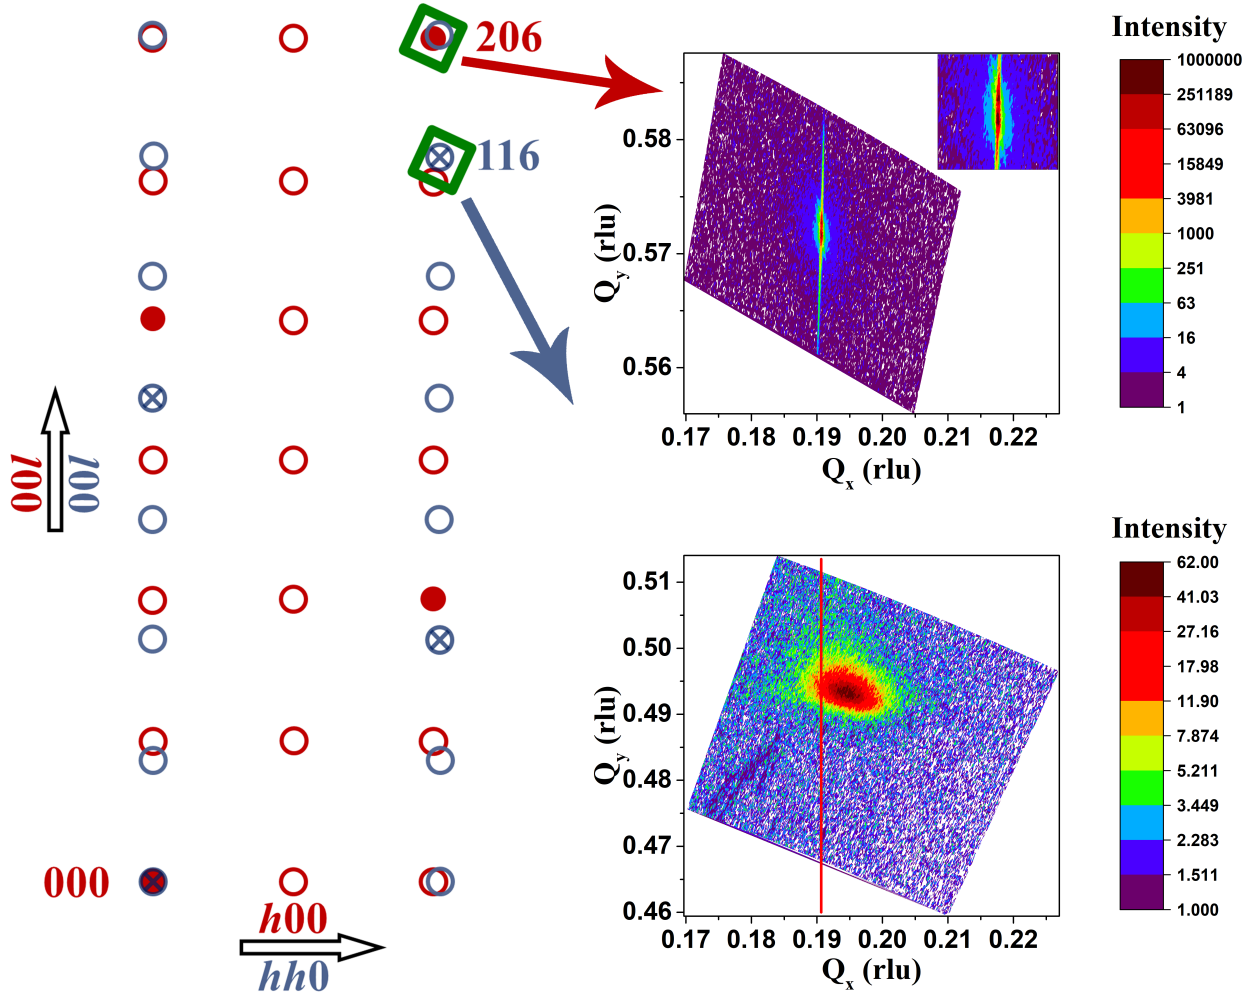 206
116
00l
00l
000
h00
hh0
Intensity
1000000
251189
63096
15849
3981
1000
251
63
16
4
1
0.58
0.57
0.56
Qy (rlu)
0.17 0.18 0.19 0.20 0.21 0.22
Qx (rlu)
Intensity
62.00
41.03
27.16
17.98
11.90
7.874
5.211
3.449
2.283
1.511
1.000
0.51
0.50
0.49
0.48
0.47
0.46
Qy (rlu)
0.17 0.18 0.19 0.20 0.21 0.22
Qx (rlu)